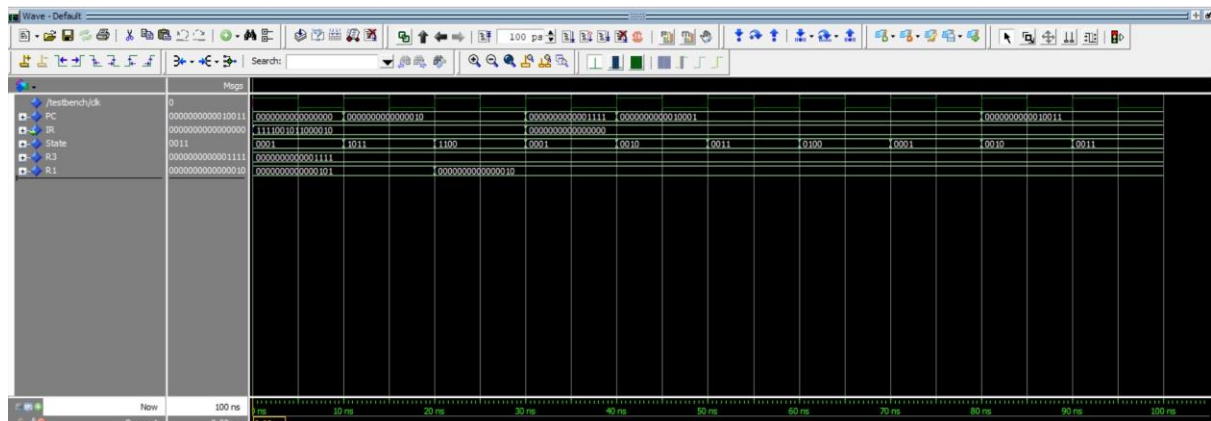 Wave - Default
100 ps
Search:
Msgs
/testbench/clk 0
PC 0000000000010011 0000000000000000 0000000000000010 0000000000001111 0000000000010001 0000000000010011
IR 0000000000000000 1111001011000010 0000000000000000
State 0011 0001 1011 1100 0001 0010 0011 0100 0001 0010 0011
R3 0000000000001111 0000000000001111
R1 0000000000000010 0000000000000101 0000000000000010
Now 100 ns 10 ns 20 ns 30 ns 40 ns 50 ns 60 ns 70 ns 80 ns 90 ns 100 ns